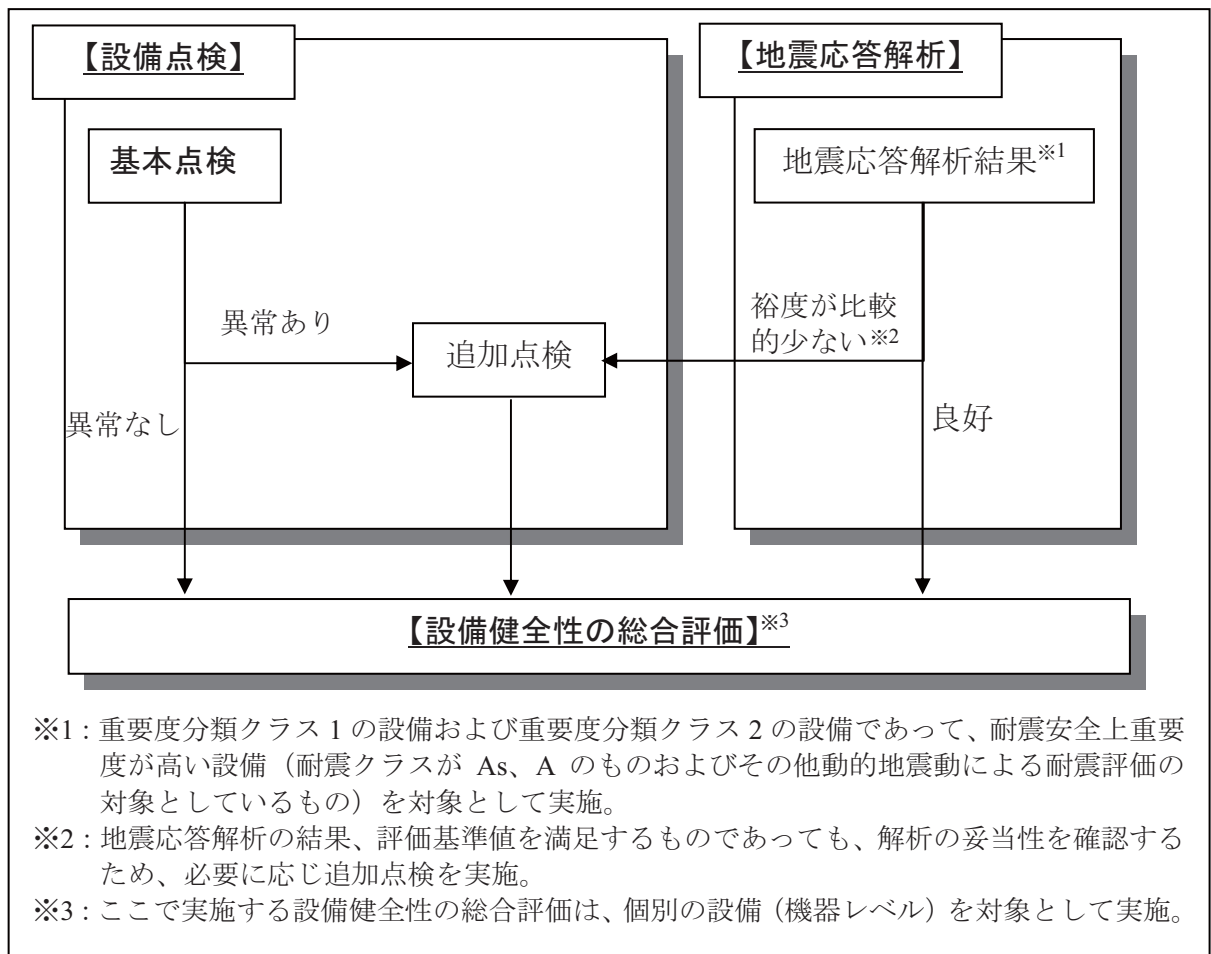 【設備点検】
【地震応答解析】
基本点検
地震応答解析結果※1
異常あり
追加点検
裕度が比較
的少ない※2
異常なし
良好
【設備健全性の総合評価】※3
※1：重要度分類クラス 1 の設備および重要度分類クラス 2 の設備であって、耐震安全上重要
度が高い設備（耐震クラスが As、A のものおよびその他動的地震動による耐震評価の
対象としているもの）を対象として実施。
※2：地震応答解析の結果、評価基準値を満足するものであっても、解析の妥当性を確認する
ため、必要に応じ追加点検を実施。
※3：ここで実施する設備健全性の総合評価は、個別の設備（機器レベル）を対象として実施。